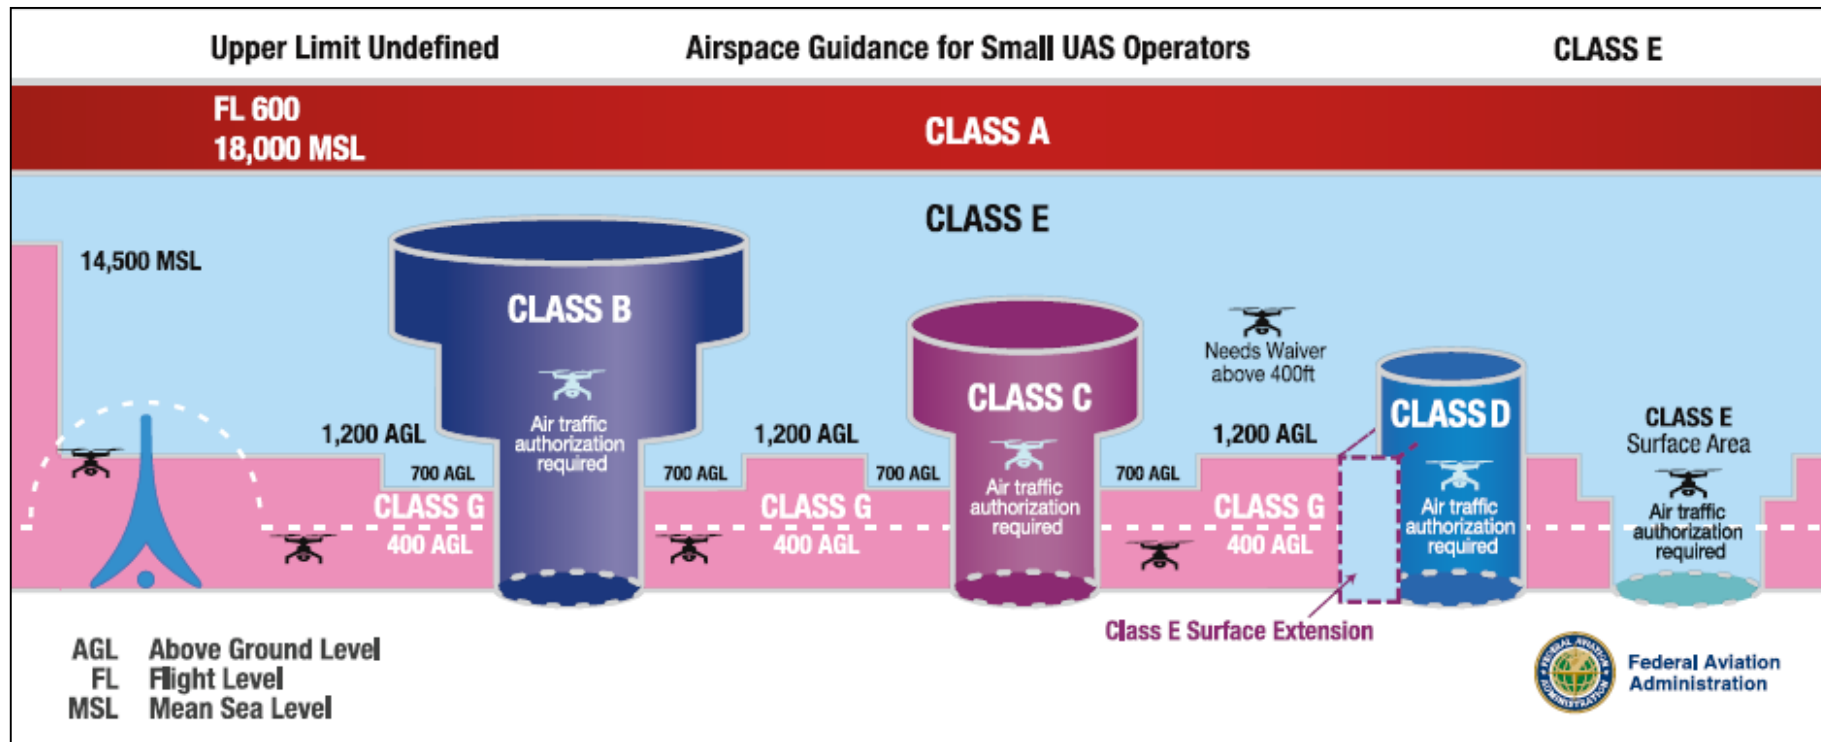 Upper Limit Undefined
Airspace Guidance for Small UAS Operators
CLASS E
FL 600
18,000 MSL
CLASS A
CLASS E
14,500 MSL
CLASS B
Air traffic
authorization
required
CLASS C
Air traffic
authorization
required
Needs Waiver
above 400ft
CLASS D
Air traffic
authorization
required
CLASS E
Surface Area
Air traffic
authorization
required
1,200 AGL
700 AGL
CLASS G
400 AGL
700 AGL
1,200 AGL
700 AGL
CLASS G
400 AGL
700 AGL
1,200 AGL
CLASS G
400 AGL
Class E Surface Extension
AGL Above Ground Level
FL Flight Level
MSL Mean Sea Level
FEDERAL AVIATION
ADMINISTRATION
Federal Aviation
Administration